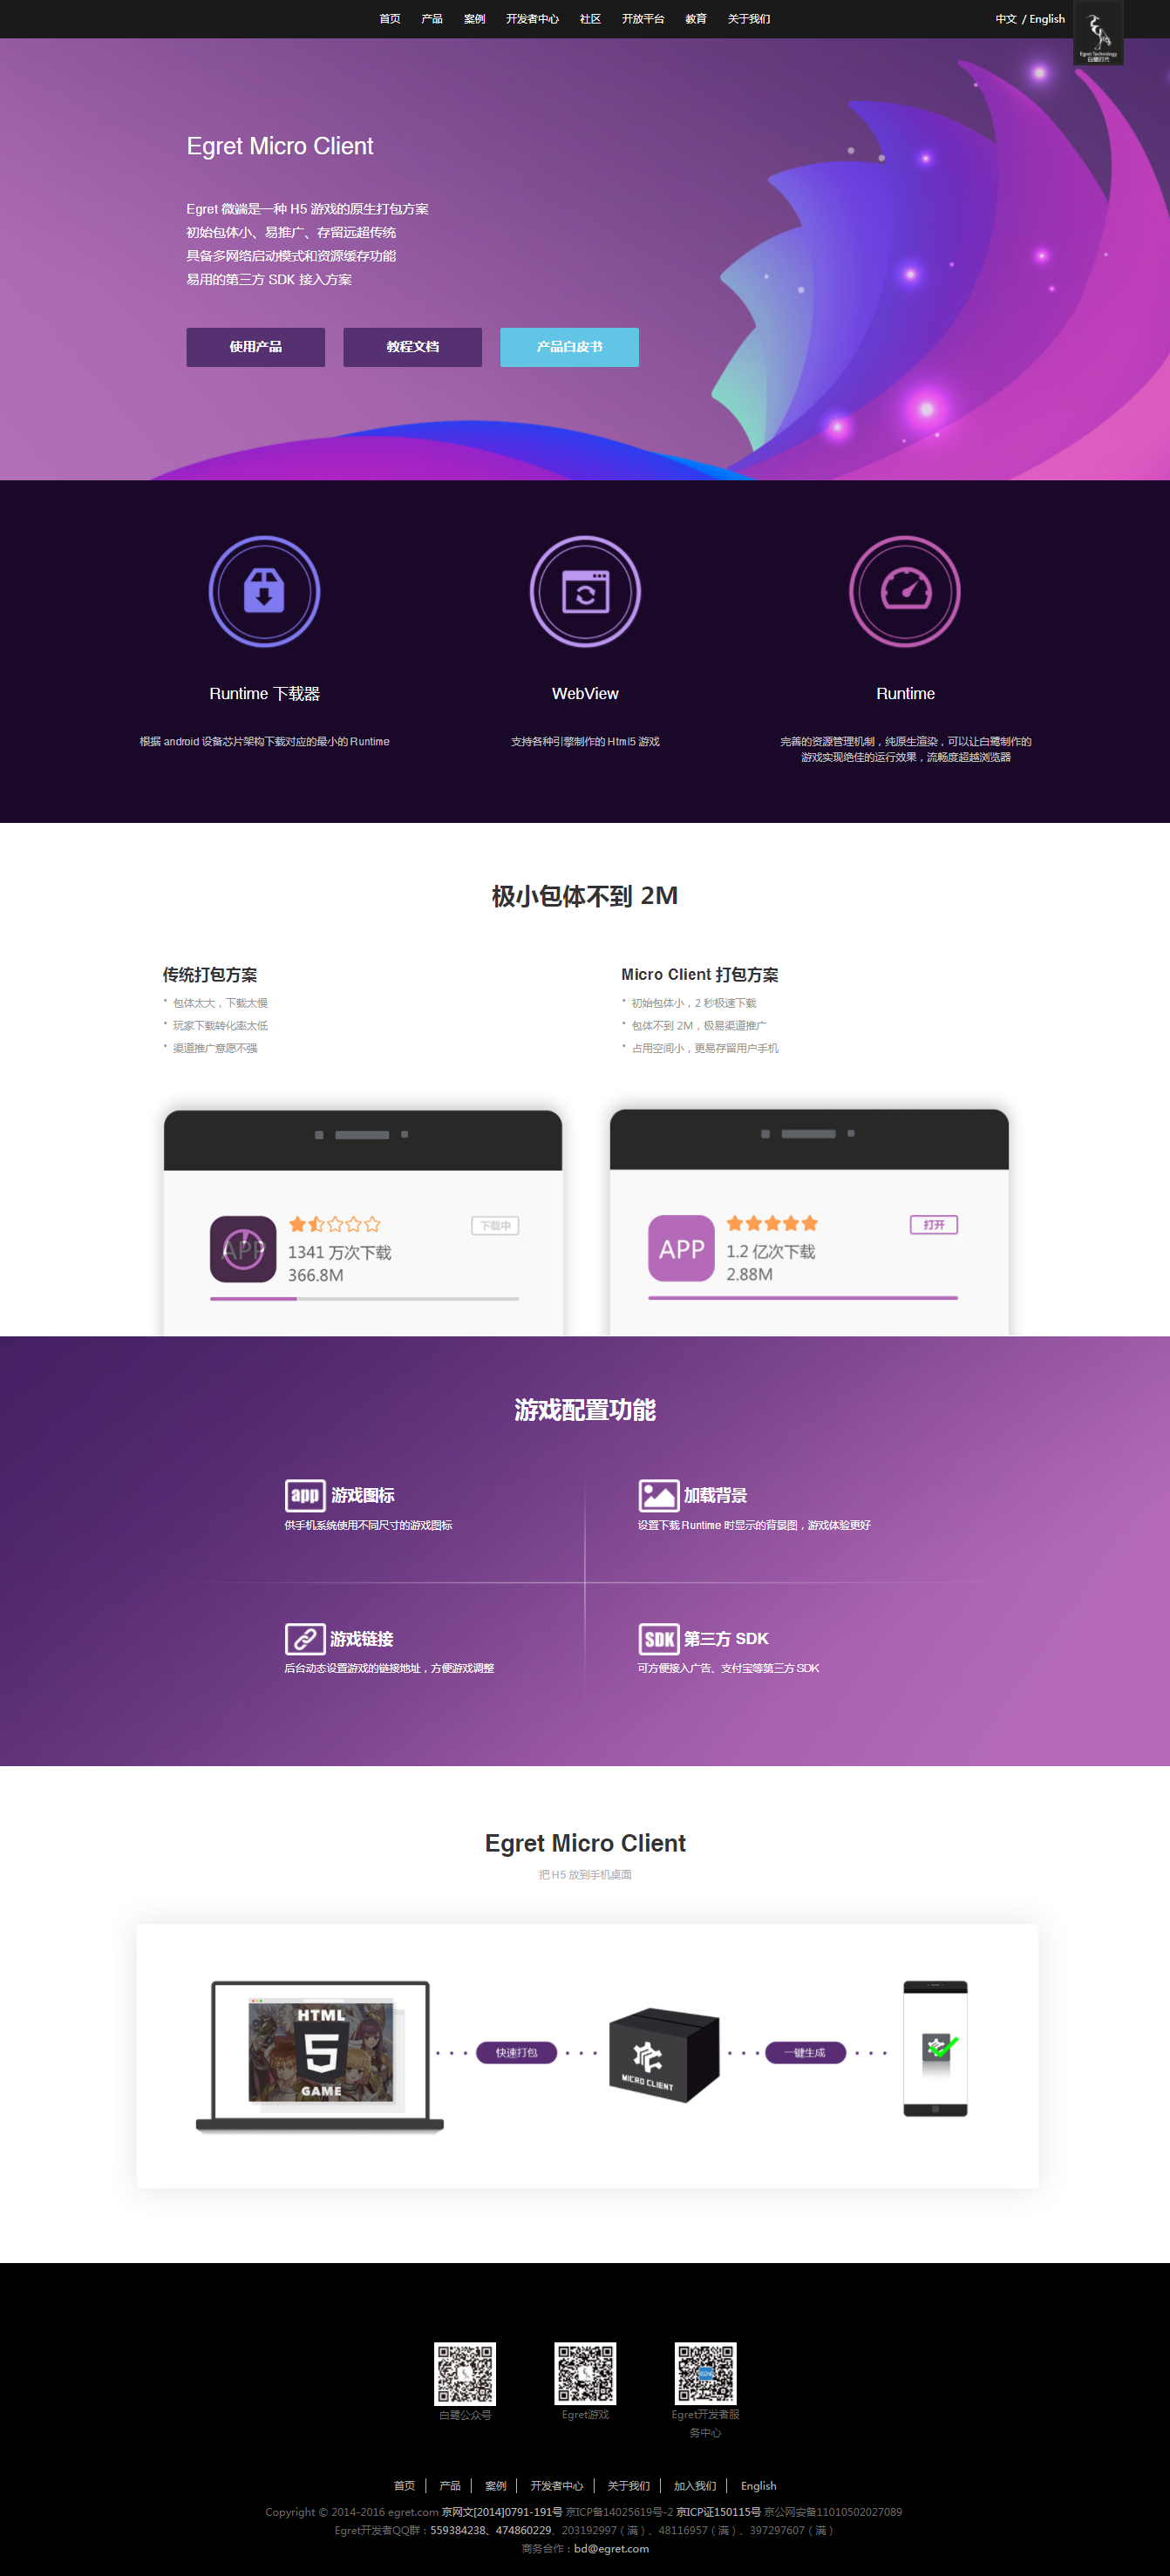 首页 产品 案例 开发者中心 社区 开放平台 教育 关于我们 中文 / English
Egret Technology
白鹭时代
Egret Micro Client
Egret 微端是一种 H5 游戏的原生打包方案
初始包体小、易推广、存留远超传统
具备多网络启动模式和资源缓存功能
易用的第三方 SDK 接入方案
使用产品 教程文档 产品白皮书
Runtime 下载器 WebView Runtime
根据 android 设备芯片架构下载对应的最小的 Runtime
支持各种引擎制作的 Html5 游戏
完善的资源管理机制，纯原生渲染，可以让白鹭制作的
游戏实现绝佳的运行效果，流畅度超越浏览器
极小包体不到 2M
传统打包方案
· 包体太大，下载太慢
· 玩家下载转化率太低
· 渠道推广意愿不强
Micro Client 打包方案
· 初始包体小，2 秒极速下载
· 包体不到 2M，极易渠道推广
· 占用空间小，更易存留用户手机
APP
下载中
1341 万次下载
366.8M
APP
打开
1.2 亿次下载
2.88M
游戏配置功能
app 游戏图标
供手机系统使用不同尺寸的游戏图标
加载背景
设置下载 Runtime 时显示的背景图，游戏体验更好
游戏链接
后台动态设置游戏的链接地址，方便游戏调整
SDK 第三方 SDK
可方便接入广告、支付宝等第三方 SDK
Egret Micro Client
把 H5 放到手机桌面
HTML
5
GAME
快速打包
MICRO CLIENT
一键生成
白鹭公众号
Egret游戏
Egret开发者服
务中心
首页 产品 案例 开发者中心 关于我们 加入我们 English
Copyright © 2014-2016 egret.com 京网文[2014]0791-191号 京ICP备14025619号-2 京ICP证150115号 京公网安备11010502027089
Egret开发者QQ群：559384238、474860229、203192997（满）、48116957（满）、397297607（满）
商务合作：bd@egret.com